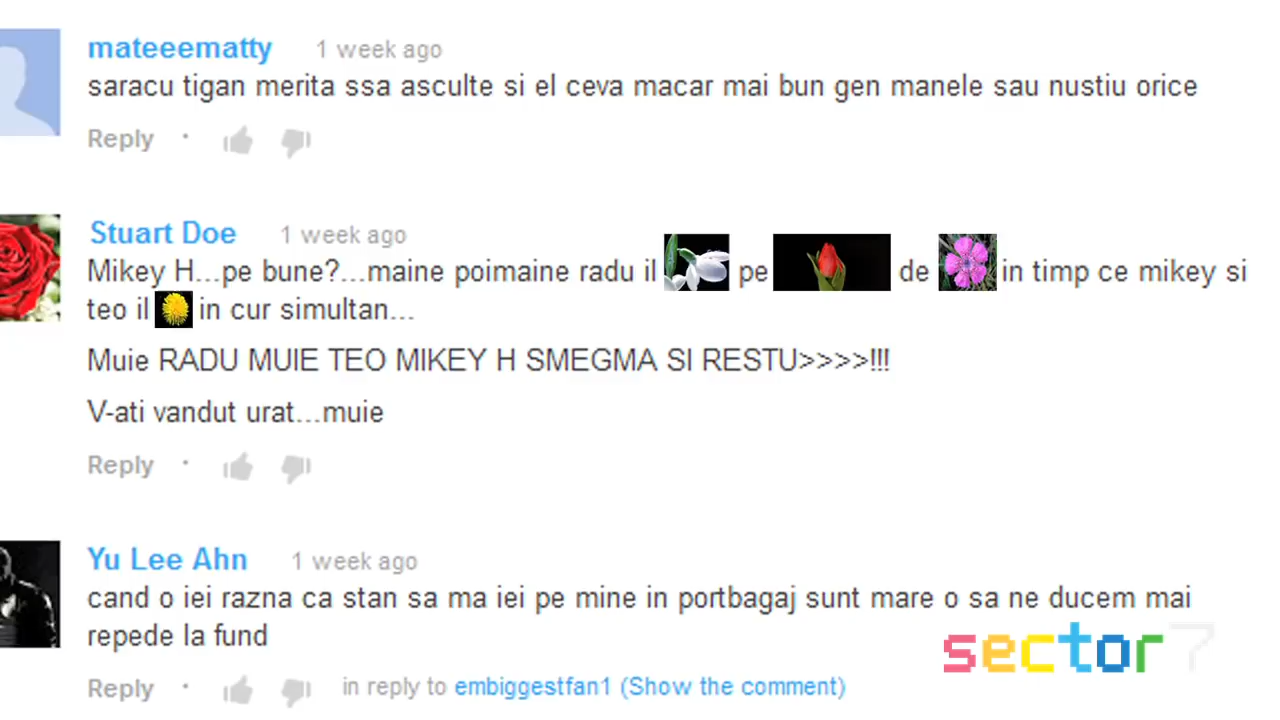 mateeematty 1 week ago
saracu tigan merita ssa asculte si el ceva macar mai bun gen manele sau nustiu orice
Reply ·
Stuart Doe 1 week ago
Mikey H...pe bune?...maine poimaine radu il pe de in timp ce mikey si
teo il in cur simultan...
Muie RADU MUIE TEO MIKEY H SMEGMA SI RESTU>>>>!!!
V-ati vandut urat...muie
Reply ·
Yu Lee Ahn 1 week ago
cand o iei razna ca stan sa ma iei pe mine in portbagaj sunt mare o sa ne ducem mai
repede la fund
sector7
Reply · in reply to embiggestfan1 (Show the comment)